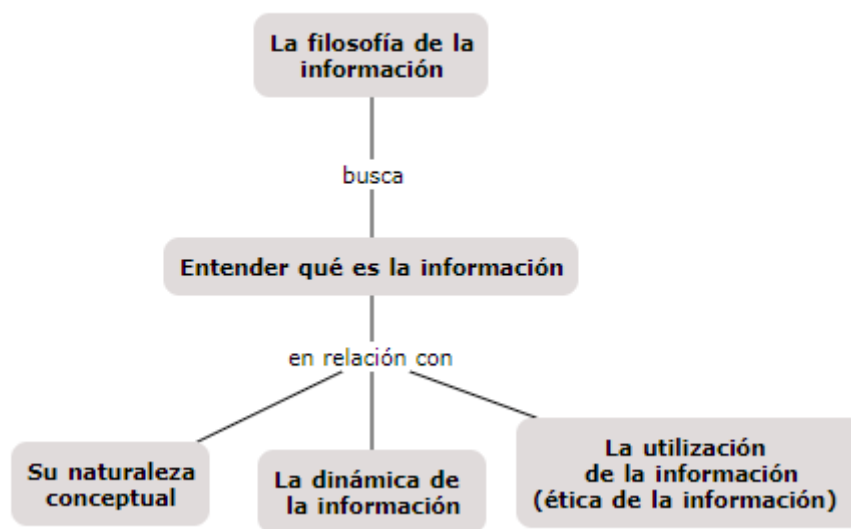 La filosofía de la
información
busca
Entender qué es la información
en relación con
Su naturaleza
conceptual
La dinámica de
la información
La utilización
de la información
(ética de la información)